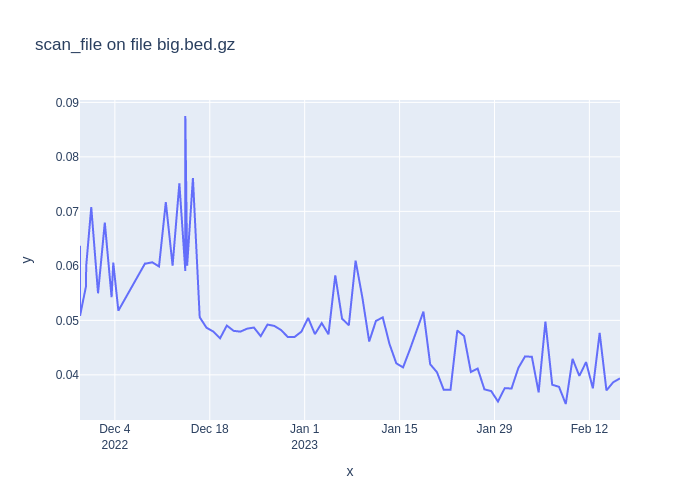 scan_file on file big.bed.gz
0.09
0.08
0.07
0.06
0.05
0.04
y
Dec 4
2022
Dec 18
Jan 1
2023
Jan 15
Jan 29
Feb 12
x